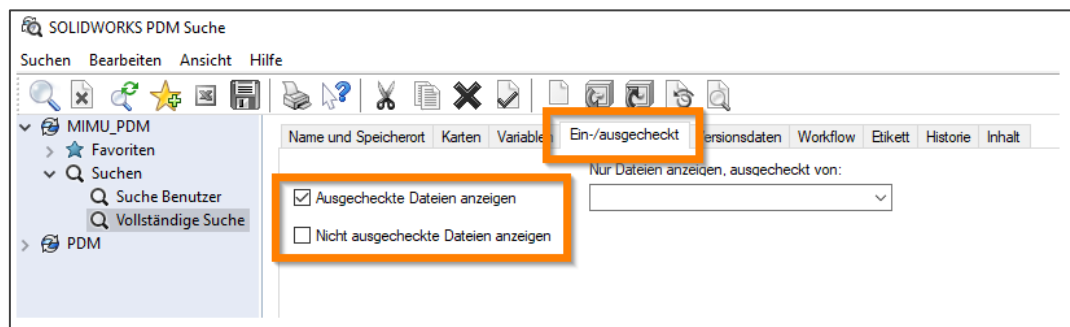 SOLIDWORKS PDM Suche
Suchen Bearbeiten Ansicht Hilfe
MIMU_PDM
Favoriten
Suchen
Suche Benutzer
Vollständige Suche
PDM
Name und Speicherort Karten Variablen Ein-/ausgecheckt Versionsdaten Workflow Etikett Historie Inhalt
Nur Dateien anzeigen, ausgecheckt von:
Ausgecheckte Dateien anzeigen
Nicht ausgecheckte Dateien anzeigen